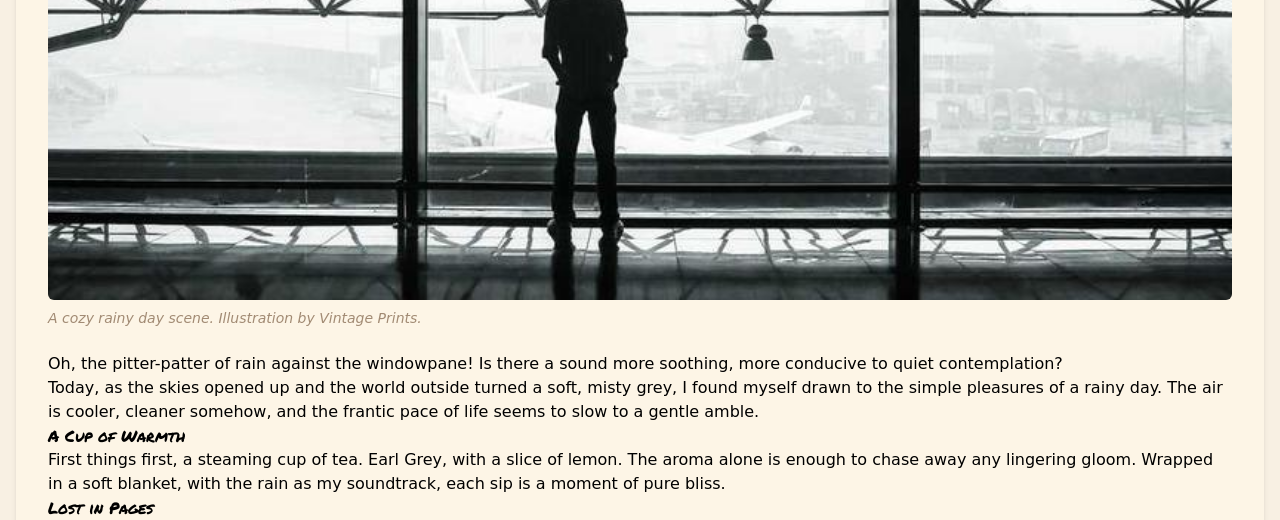 A cozy rainy day scene. Illustration by Vintage Prints.
Oh, the pitter-patter of rain against the windowpane! Is there a sound more soothing, more conducive to quiet contemplation?
Today, as the skies opened up and the world outside turned a soft, misty grey, I found myself drawn to the simple pleasures of a rainy day. The air
is cooler, cleaner somehow, and the frantic pace of life seems to slow to a gentle amble.
A Cup of Warmth
First things first, a steaming cup of tea. Earl Grey, with a slice of lemon. The aroma alone is enough to chase away any lingering gloom. Wrapped
in a soft blanket, with the rain as my soundtrack, each sip is a moment of pure bliss.
Lost in Pages